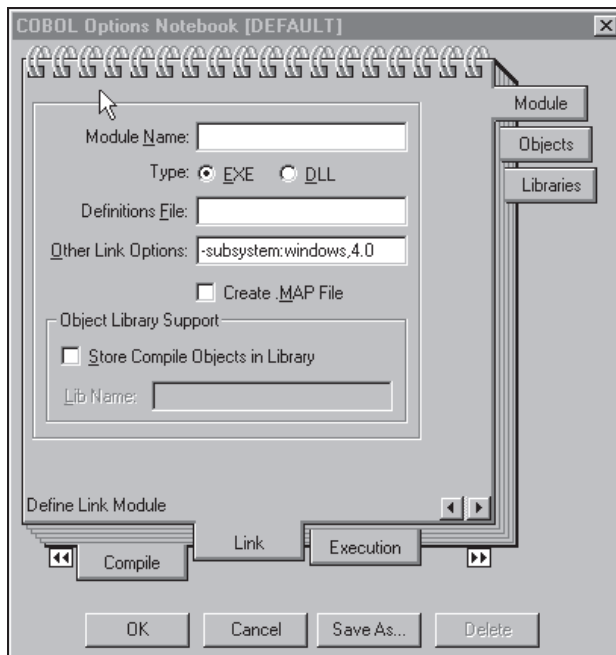 COBOL Options Notebook [DEFAULT]
Module
Objects
Libraries
Module Name:
Type: EXE DLL
Definitions File:
Other Link Options: -subsystem:windows,4.0
Create .MAP File
Object Library Support
Store Compile Objects in Library
Lib Name:
Define Link Module
Compile Link Execution
OK Cancel Save As... Delete